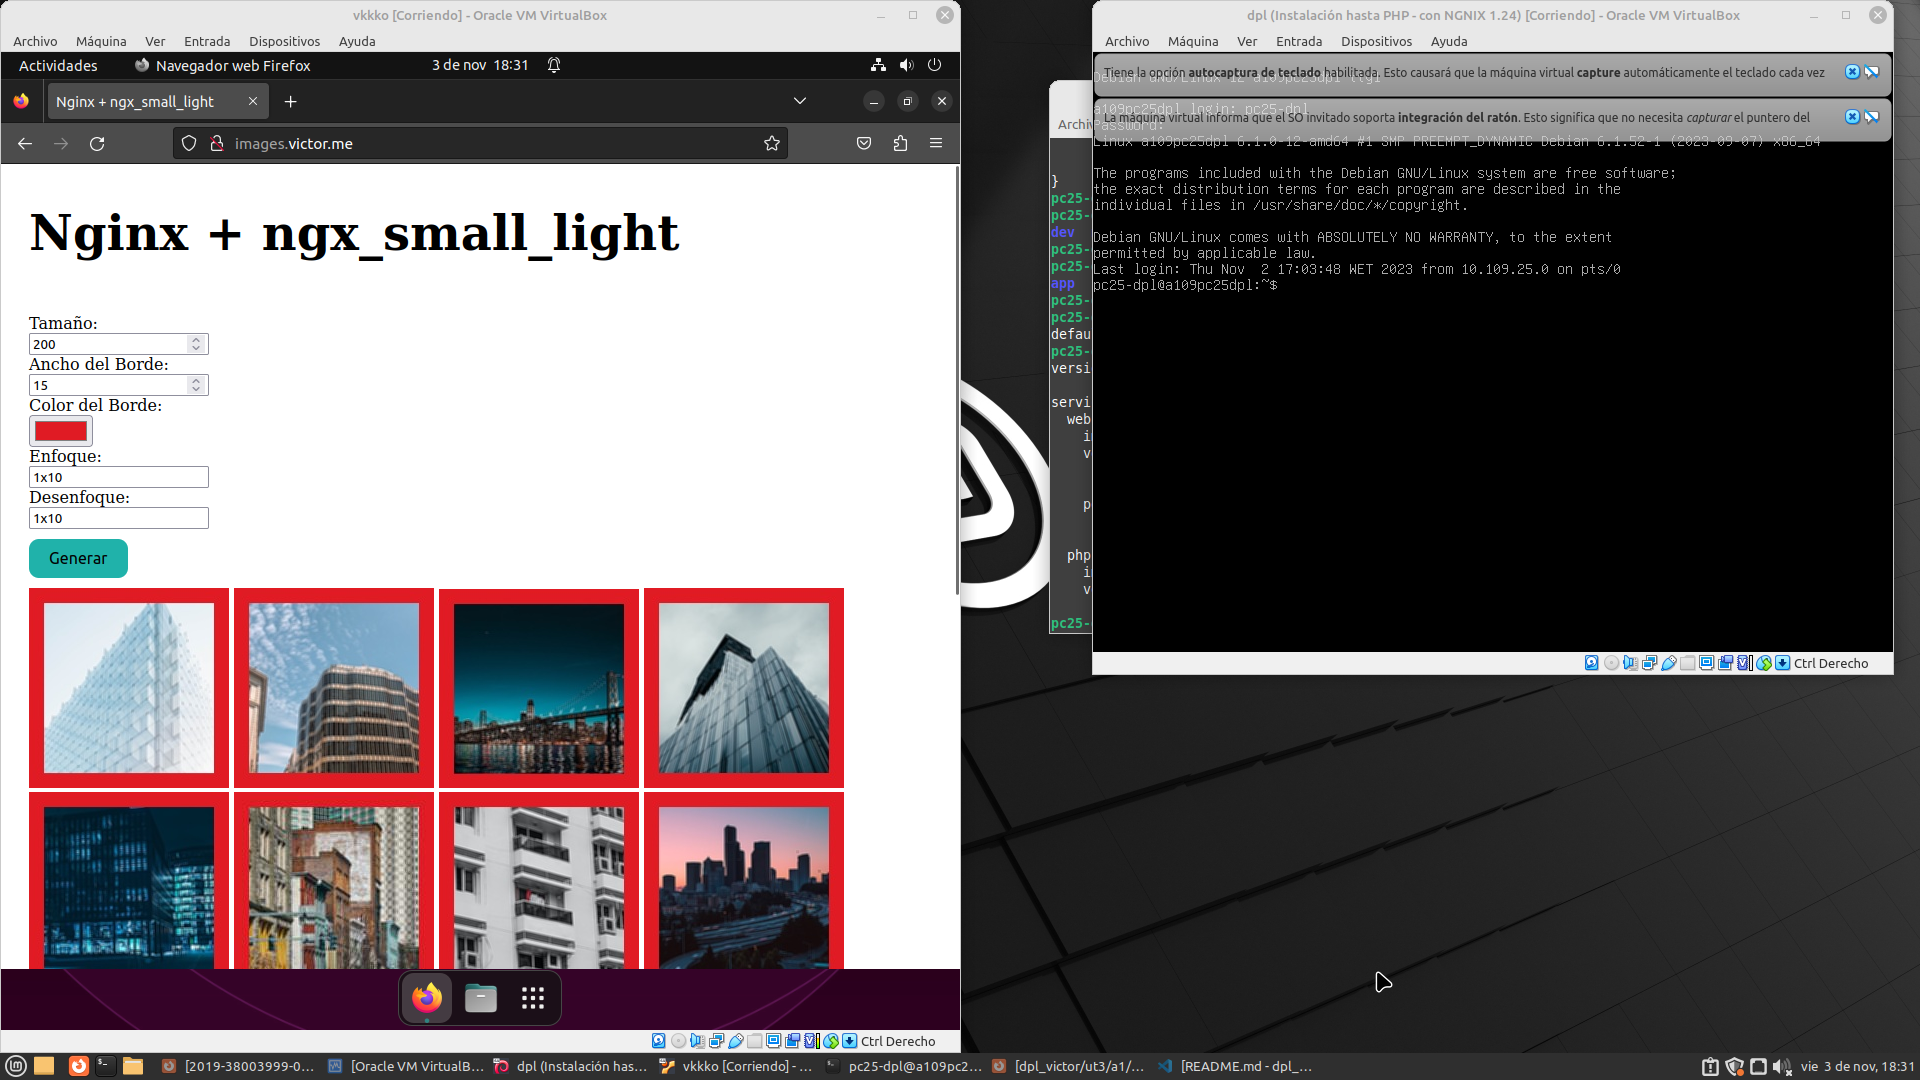 vkkko [Corriendo] - Oracle VM VirtualBox
Archivo Máquina Ver Entrada Dispositivos Ayuda
Actividades Navegador web Firefox 3 de nov 18:31
Nginx + ngx_small_light
images.victor.me
Nginx + ngx_small_light
Tamaño:
200
Ancho del Borde:
15
Color del Borde:
Enfoque:
1x10
Desenfoque:
1x10
Generar
Ctrl Derecho
Archiv
}
pc25-
pc25-
dev
pc25-
pc25-
app
pc25-
pc25-
defau
pc25-
versi
servi
web
i
v
p
php
i
v
pc25-
dpl (Instalación hasta PHP - con NGNIX 1.24) [Corriendo] - Oracle VM VirtualBox
Archivo Máquina Ver Entrada Dispositivos Ayuda
Tiene la opción autocaptura de teclado habilitada. Esto causará que la máquina virtual capture automáticamente el teclado cada vez
Debian GNU/Linux 12 a109pc25dpl tty1
a109pc25dpl login: pc25-dpl
La máquina virtual informa que el SO invitado soporta integración del ratón. Esto significa que no necesita capturar el puntero del
Password:
Linux a109pc25dpl 6.1.0-12-amd64 #1 SMP PREEMPT_DYNAMIC Debian 6.1.52-1 (2023-09-07) x86_64
The programs included with the Debian GNU/Linux system are free software;
the exact distribution terms for each program are described in the
individual files in /usr/share/doc/*/copyright.
Debian GNU/Linux comes with ABSOLUTELY NO WARRANTY, to the extent
permitted by applicable law.
Last login: Thu Nov  2 17:03:48 WET 2023 from 10.109.25.0 on pts/0
pc25-dpl@a109pc25dpl:~$
Ctrl Derecho
[2019-38003999-0... [Oracle VM VirtualB... dpl (Instalación has... vkkko [Corriendo] - ... pc25-dpl@a109pc2... [dpl_victor/ut3/a1/... [README.md - dpl_... vie 3 de nov, 18:31